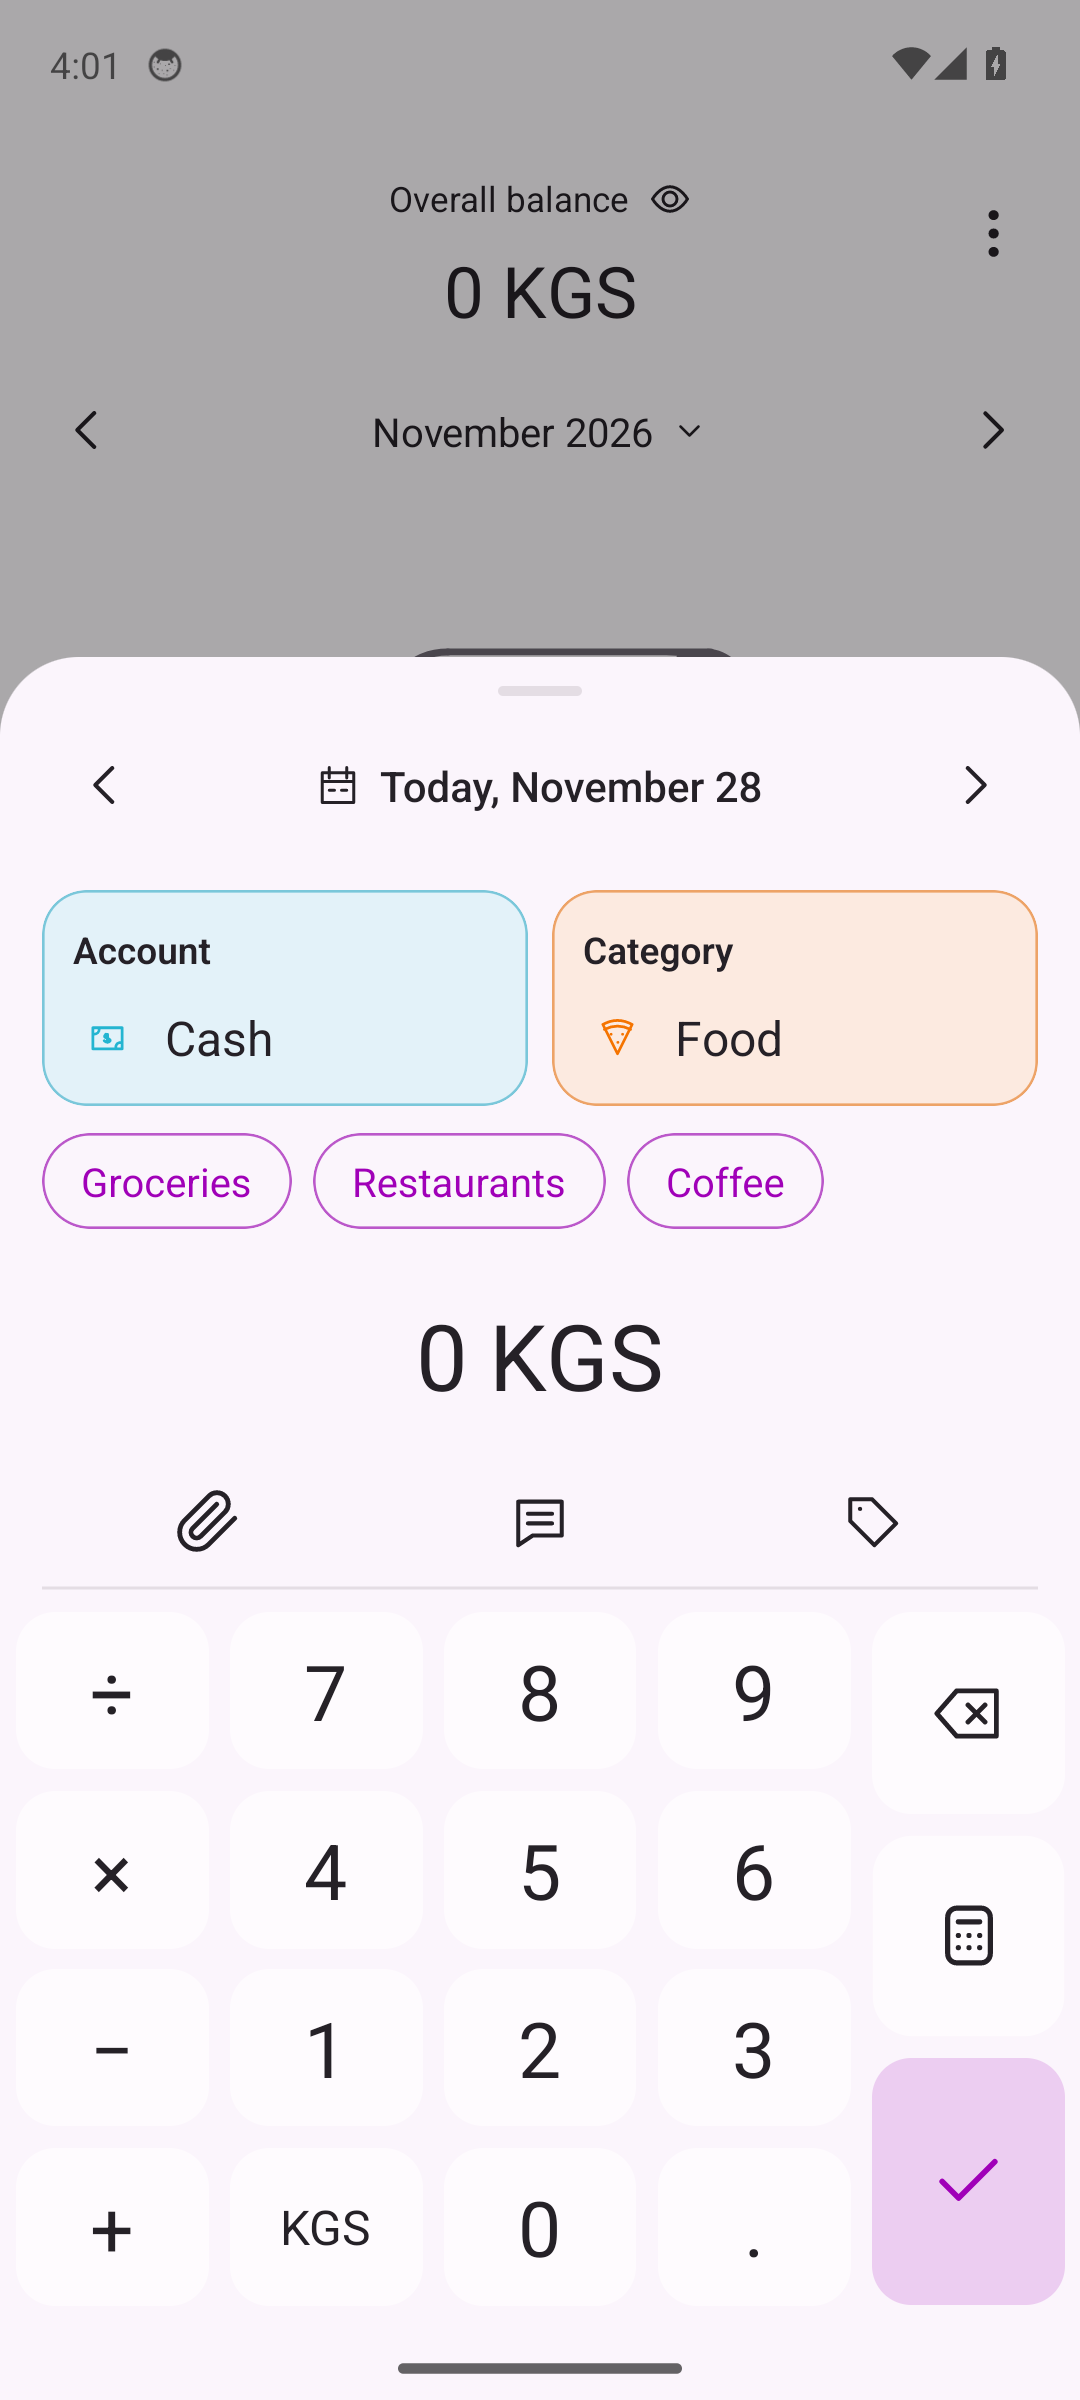 4:01
Overall balance
0 KGS
November 2026
Today, November 28
Account
Cash
Category
Food
Groceries
Restaurants
Coffee
0 KGS
÷ 7 8 9
× 4 5 6
− 1 2 3
+ KGS 0 .